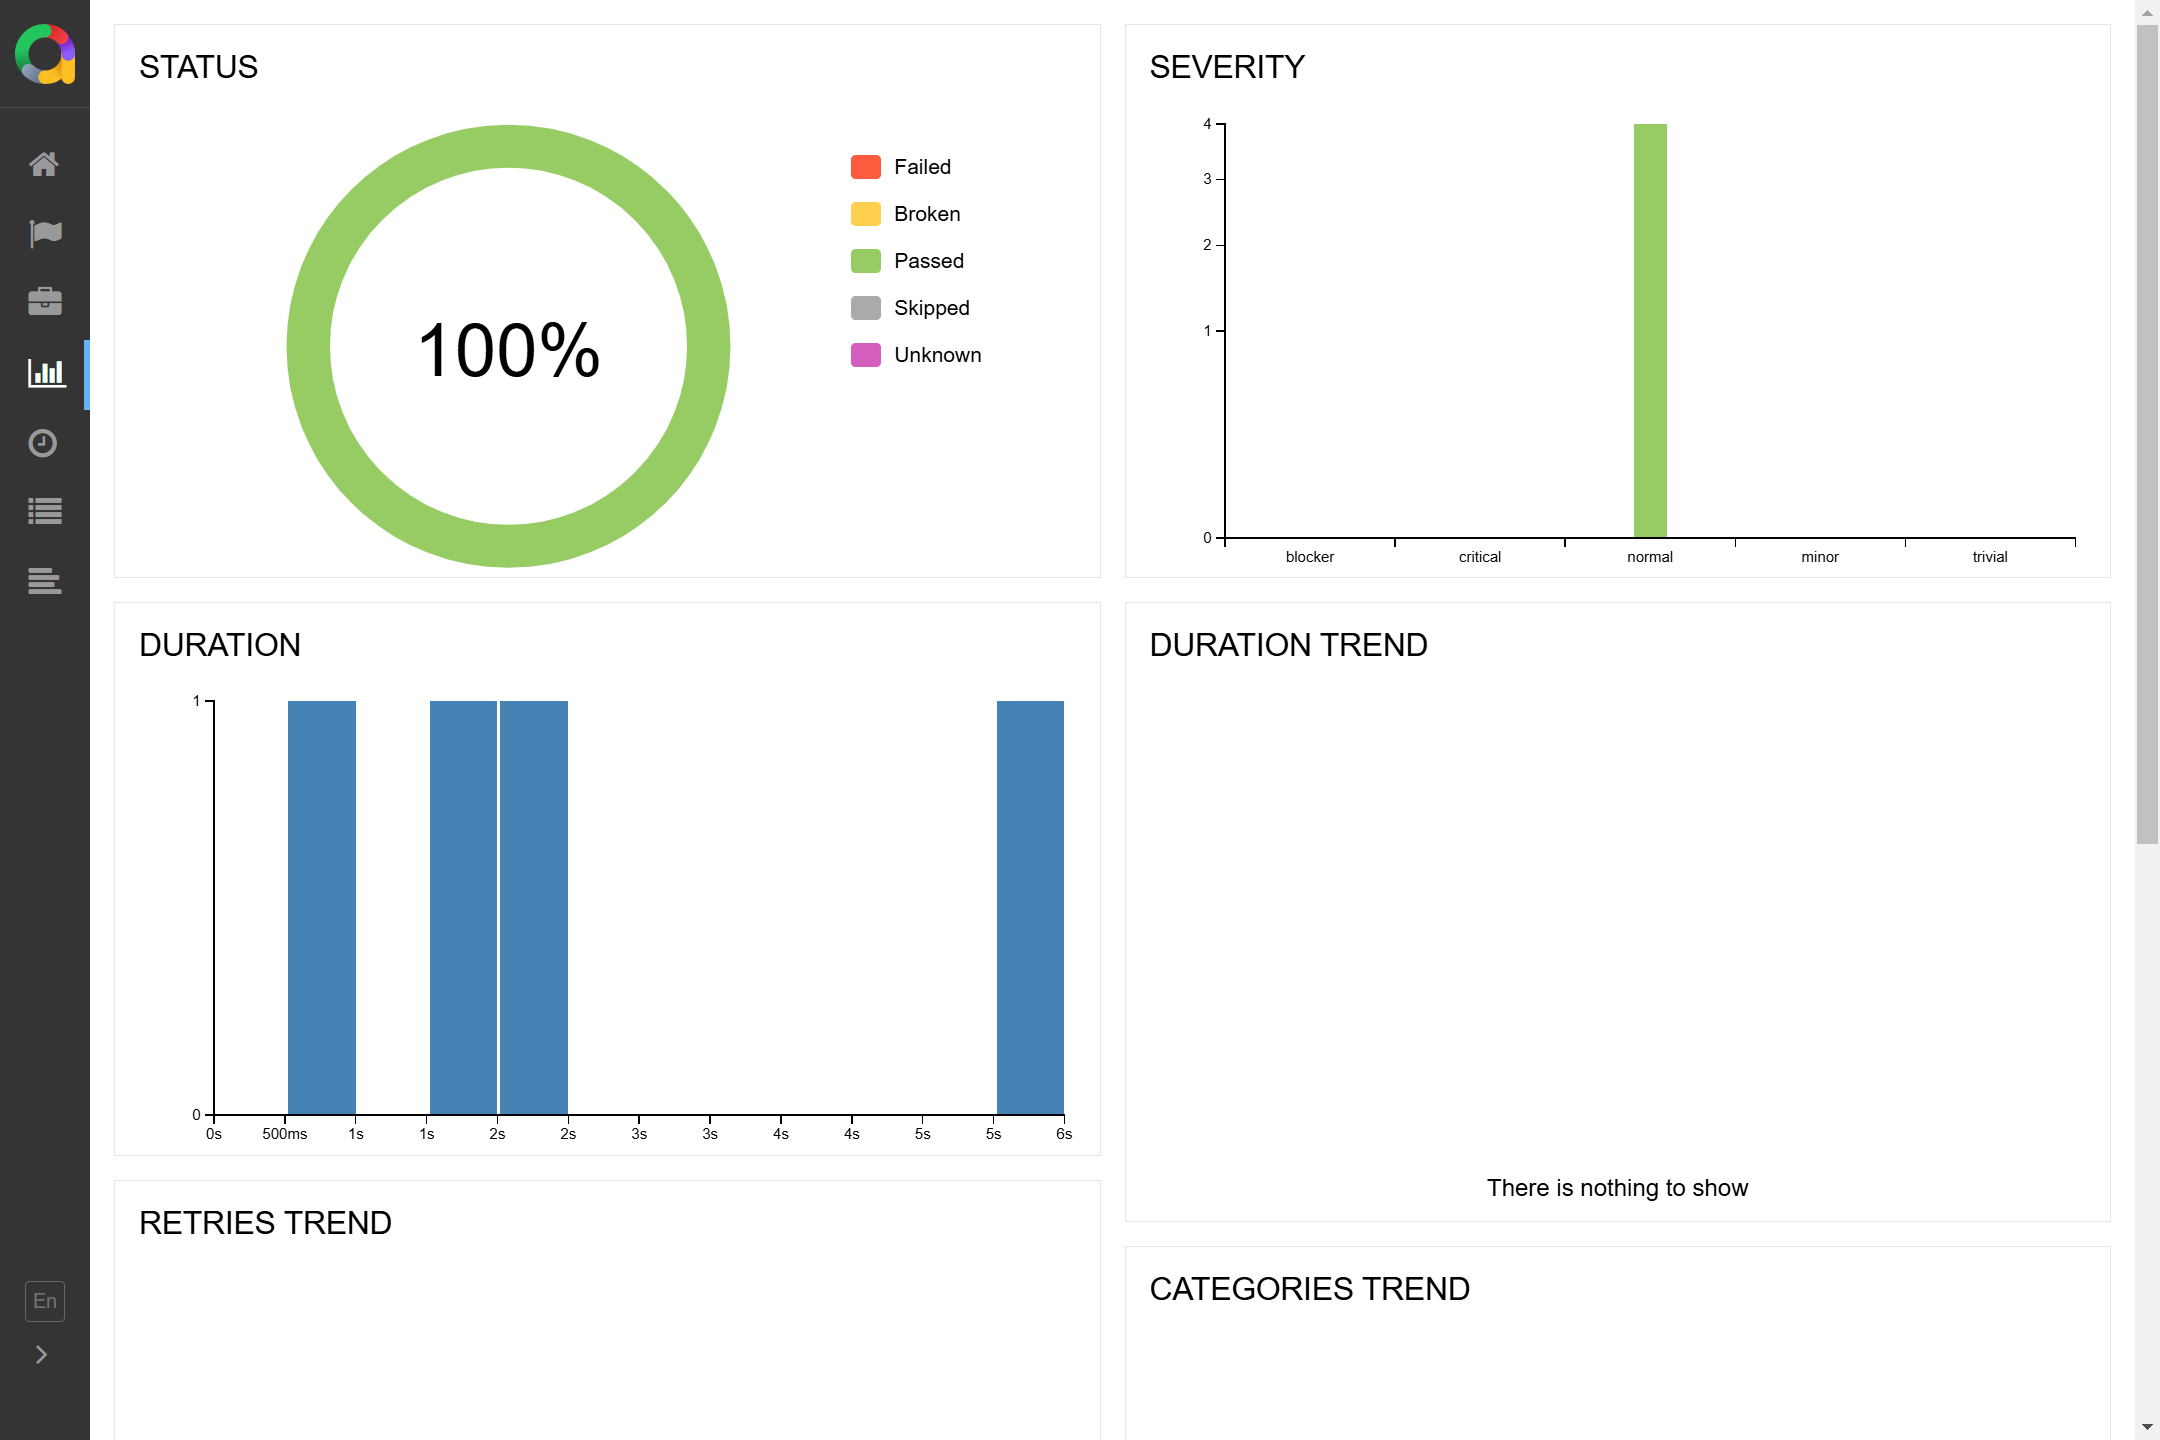 STATUS
100%
Failed
Broken
Passed
Skipped
Unknown
SEVERITY
4
3
2
1
0
blocker critical normal minor trivial
DURATION
1
0
0s 500ms 1s 1s 2s 2s 3s 3s 4s 4s 5s 5s 6s
DURATION TREND
There is nothing to show
RETRIES TREND
CATEGORIES TREND
En